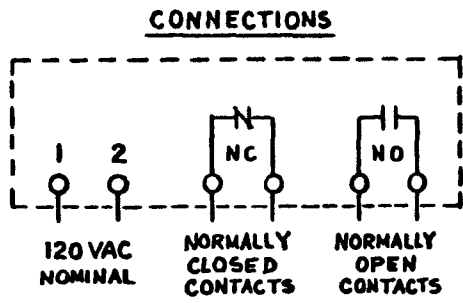 CONNECTIONS
1 2 NC NO
120 VAC
NOMINAL
NORMALLY
CLOSED
CONTACTS
NORMALLY
OPEN
CONTACTS